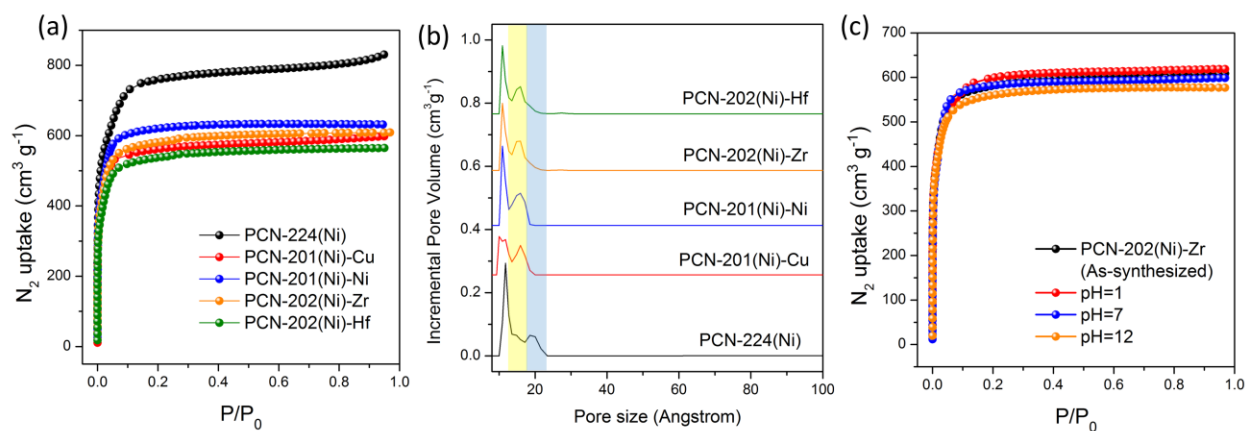 (a)
N₂ uptake (cm³ g⁻¹)
800
600
400
200
0
PCN-224(Ni)
PCN-201(Ni)-Cu
PCN-201(Ni)-Ni
PCN-202(Ni)-Zr
PCN-202(Ni)-Hf
0.0 0.2 0.4 0.6 0.8 1.0
P/P₀
(b)
Incremental Pore Volume (cm³g⁻¹)
1.0
0.8
0.6
0.4
0.2
0.0
PCN-202(Ni)-Hf
PCN-202(Ni)-Zr
PCN-201(Ni)-Ni
PCN-201(Ni)-Cu
PCN-224(Ni)
20 40 60 80 100
Pore size (Angstrom)
(c)
N₂ uptake (cm³ g⁻¹)
700
600
500
400
300
200
100
0
PCN-202(Ni)-Zr
(As-synthesized)
pH=1
pH=7
pH=12
0.0 0.2 0.4 0.6 0.8 1.0
P/P₀